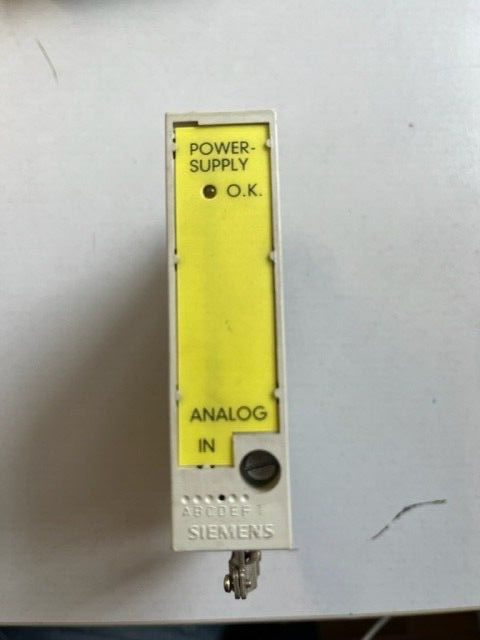 POWER-
SUPPLY
O.K.
ANALOG
IN
ABCDEF
SIEMENS